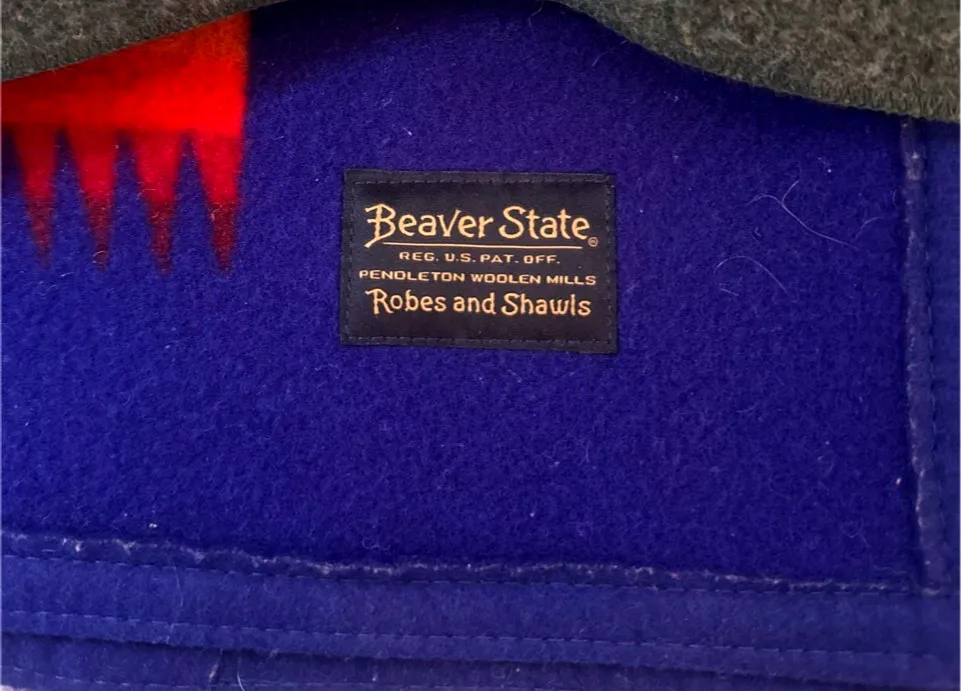 Beaver State®
REG. U.S. PAT. OFF.
PENDLETON WOOLEN MILLS
Robes and Shawls